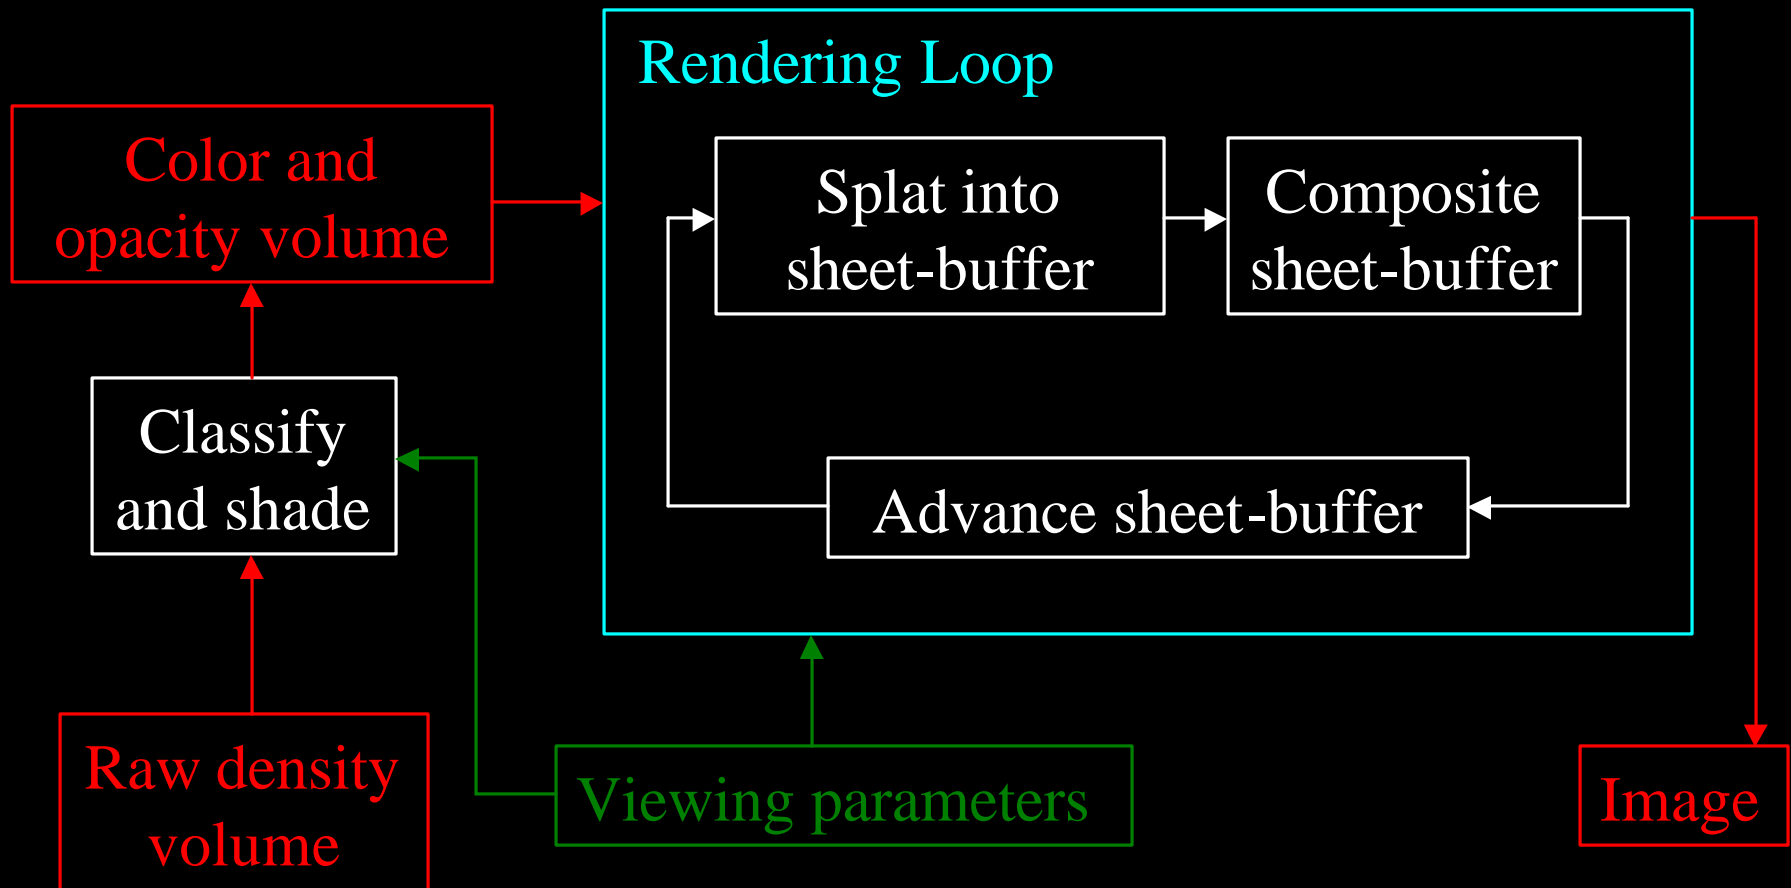 Rendering Loop
Color and
opacity volume
Splat into
sheet-buffer
Composite
sheet-buffer
Classify
and shade
Advance sheet-buffer
Raw density
volume
Viewing parameters
Image